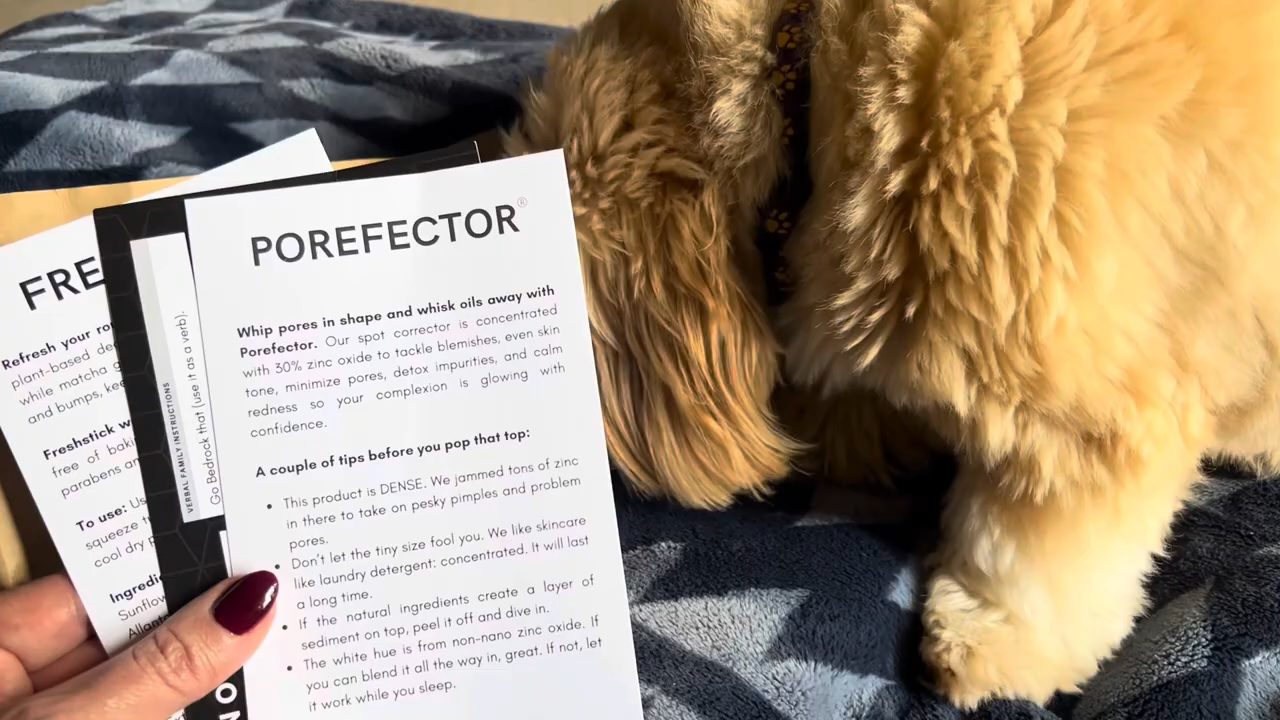 POREFECTOR®
Whip pores in shape and whisk oils away with
Porefector. Our spot corrector is concentrated
with 30% zinc oxide to tackle blemishes, even skin
tone, minimize pores, detox impurities, and calm
redness so your complexion is glowing with
confidence.
A couple of tips before you pop that top:
• This product is DENSE. We jammed tons of zinc
in there to take on pesky pimples and problem
pores.
• Don't let the tiny size fool you. We like skincare
like laundry detergent: concentrated. It will last
a long time.
• If the natural ingredients create a layer of
sediment on top, peel it off and dive in.
• The white hue is from non-nano zinc oxide. If
you can blend it all the way in, great. If not, let
it work while you sleep.
VERBAL FAMILY INSTRUCTIONS
Go Bedrock that (use it as a verb).
FRE
Refresh your
plant-based
while matcha
and bumps,
Freshstick
free of
parabens
To use:
squeeze
cool dry